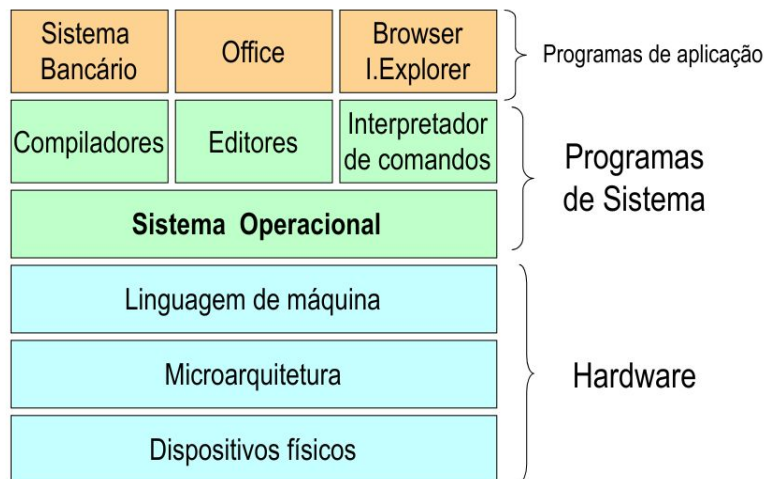 Sistema
Bancário
Office
Browser
I.Explorer
Programas de aplicação
Compiladores
Editores
Interpretador
de comandos
Programas
de Sistema
Sistema Operacional
Linguagem de máquina
Microarquitetura
Hardware
Dispositivos físicos